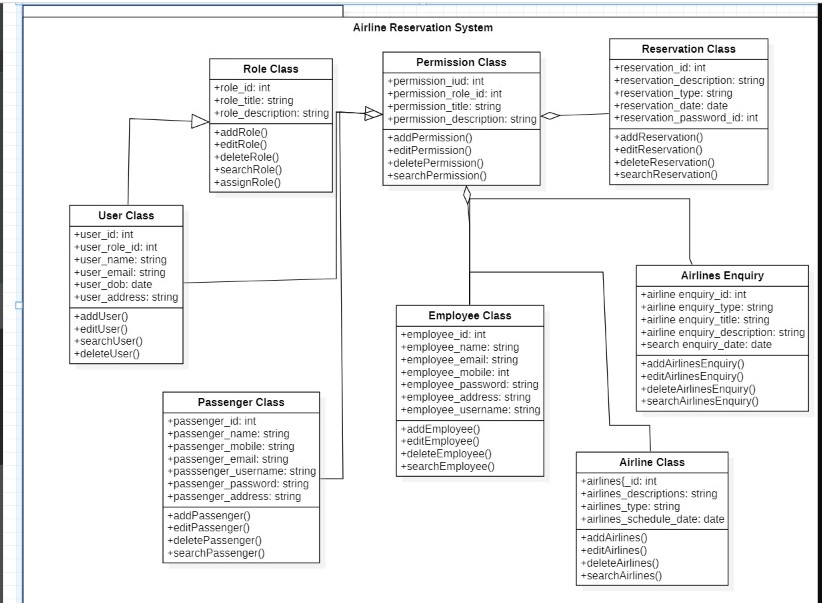 Airline Reservation System
Role Class
+role_id: int
+role_title: string
+role_description: string
+addRole()
+editRole()
+deleteRole()
+searchRole()
+assignRole()
Permission Class
+permission_iud: int
+permission_role_id: int
+permission_title: string
+permission_description: string
+addPermission()
+editPermission()
+deletePermission()
+searchPermission()
Reservation Class
+reservation_id: int
+reservation_description: string
+reservation_type: string
+reservation_date: date
+reservation_password_id: int
+addReservation()
+editReservation()
+deleteReservation()
+searchReservation()
User Class
+user_id: int
+user_role_id: int
+user_name: string
+user_email: string
+user_dob: date
+user_address: string
+addUser()
+editUser()
+searchUser()
+deleteUser()
Airlines Enquiry
+airline enquiry_id: int
+airline enquiry_type: string
+airline enquiry_title: string
+airline enquiry_description: string
+search enquiry_date: date
+addAirlinesEnquiry()
+editAirlinesEnquiry()
+deleteAirlinesEnquiry()
+searchAirlinesEnquiry()
Employee Class
+employee_id: int
+employee_name: string
+employee_email: string
+employee_mobile: int
+employee_password: string
+employee_address: string
+employee_username: string
+addEmployee()
+editEmployee()
+deleteEmployee()
+searchEmployee()
Passenger Class
+passenger_id: int
+passenger_name: string
+passenger_mobile: string
+passenger_email: string
+passsenger_username: string
+passenger_password: string
+passenger_address: string
+addPassenger()
+editPassenger()
+deletePassenger()
+searchPassenger()
Airline Class
+airlines{_id: int
+airlines_descriptions: string
+airlines_type: string
+airlines_schedule_date: date
+addAirlines()
+editAirlines()
+deleteAirlines()
+searchAirlines()